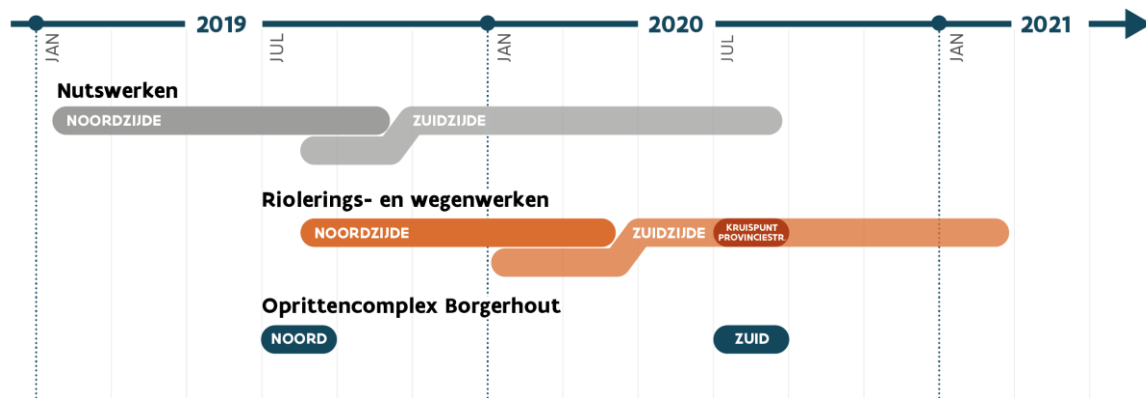 2019
2020
2021
JAN
JUL
JAN
JUL
JAN
Nutswerken
NOORDZIJDE
ZUIDZIJDE
Riolerings- en wegenwerken
NOORDZIJDE
ZUIDZIJDE
KRUISPUNT
PROVINCIESTR.
Oprittencomplex Borgerhout
NOORD
ZUID